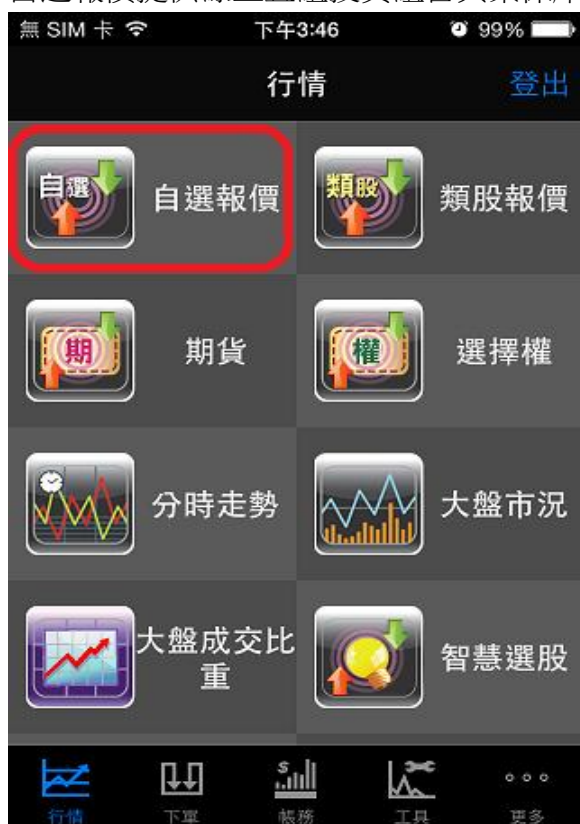 無 SIM 卡 下午3:46 99%
行情 登出
自選 自選報價 類股 類股報價
期 期貨 權 選擇權
分時走勢 大盤市況
大盤成交比
重 智慧選股
行情 下單 帳務 工具 更多